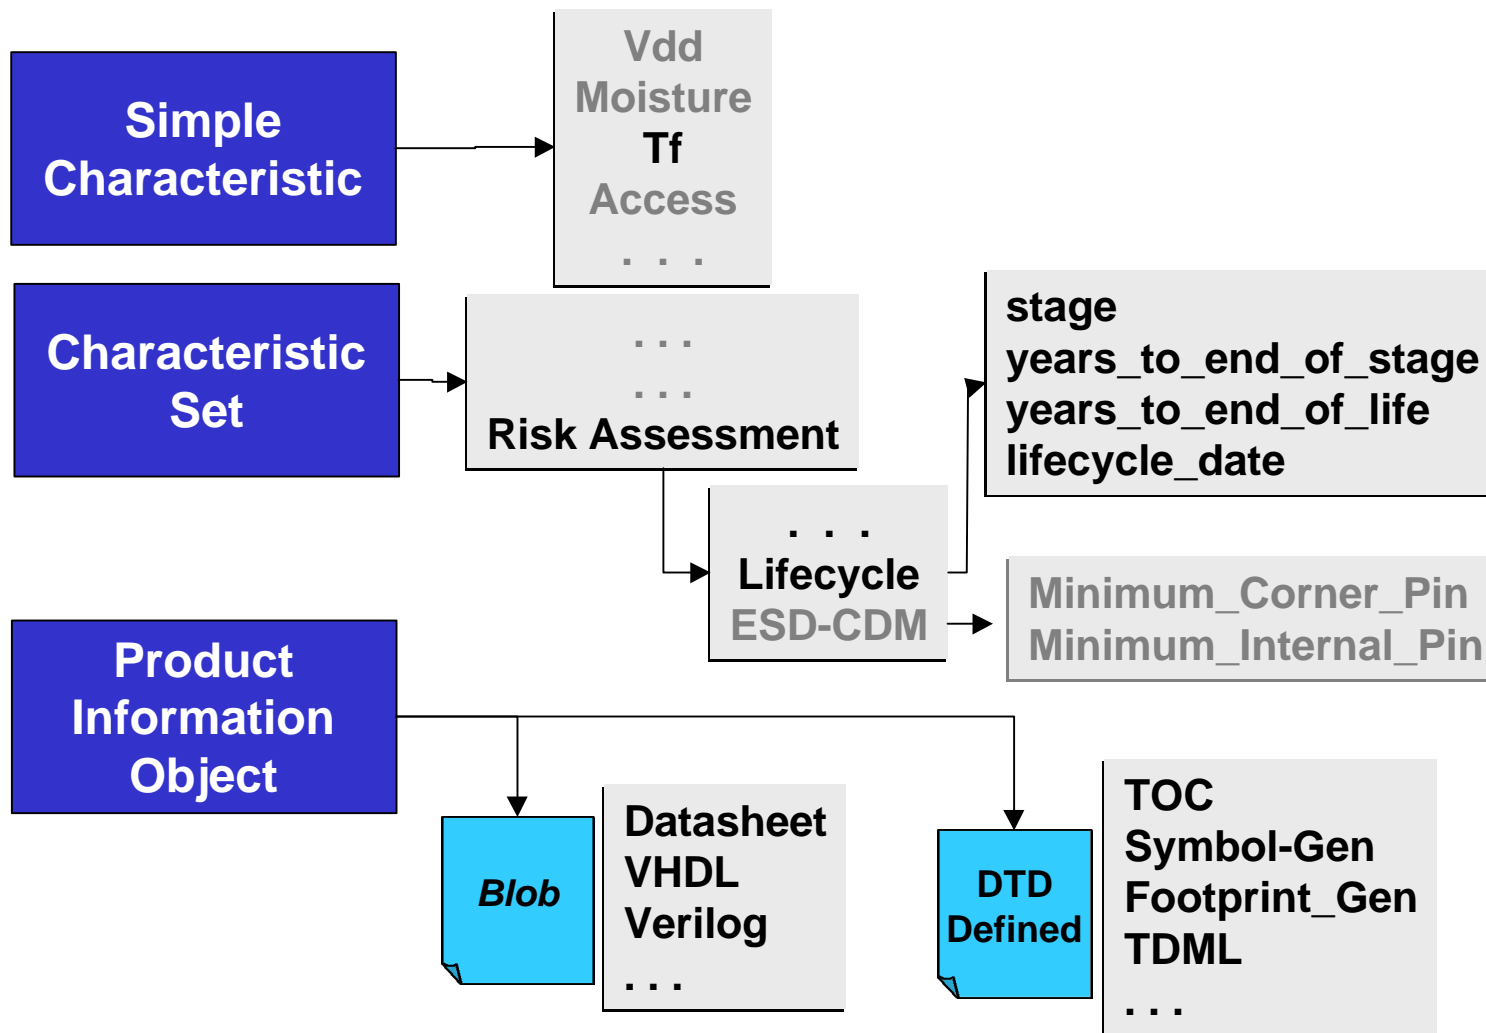 Simple
Characteristic
Vdd
Moisture
Tf
Access
. . .
Characteristic
Set
. . .
. . .
Risk Assessment
stage
years_to_end_of_stage
years_to_end_of_life
lifecycle_date
. . .
Lifecycle
ESD-CDM
Minimum_Corner_Pin
Minimum_Internal_Pin
Product
Information
Object
Blob
Datasheet
VHDL
Verilog
. . .
DTD
Defined
TOC
Symbol-Gen
Footprint_Gen
TDML
. . .